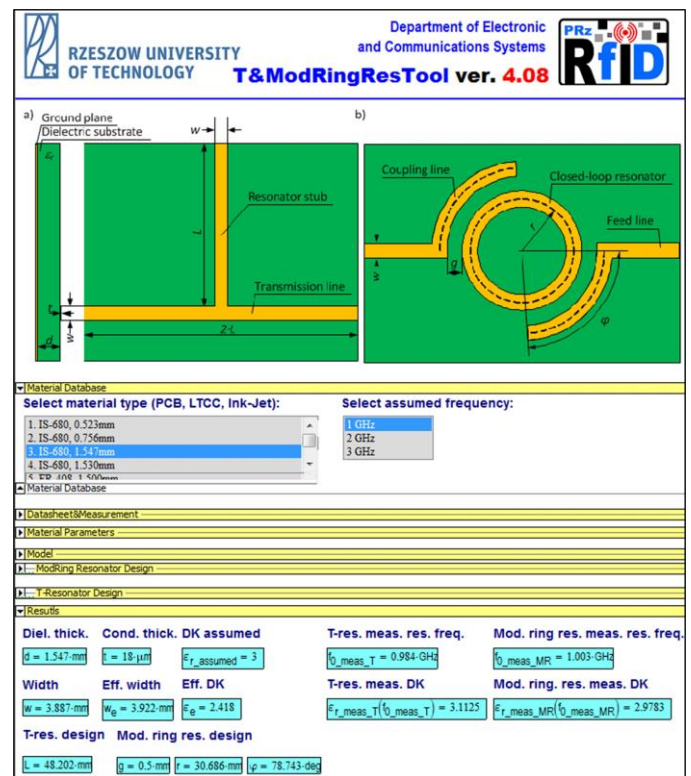 RZESZOW UNIVERSITY
OF TECHNOLOGY
Department of Electronic
and Communications Systems
T&ModRingResTool ver. 4.08
PRz
RfID
a)
Ground plane
Dielectric substrate
εr
w
Resonator stub
L
Transmission line
t
w
d
2·L
b)
Coupling line
Closed-loop resonator
r
Feed line
w
g
φ
Material Database
Select material type (PCB, LTCC, Ink-Jet):
Select assumed frequency:
1. IS-680, 0.523mm
2. IS-680, 0.756mm
3. IS-680, 1.547mm
4. IS-680, 1.530mm
5. FR 408, 1.500mm
1 GHz
2 GHz
3 GHz
Material Database
Datasheet&Measurement
Material Parameters
Model
ModRing Resonator Design
T-Resonator Design
Resutls
Diel. thick. Cond. thick. DK assumed T-res. meas. res. freq. Mod. ring res. meas. res. freq.
d = 1.547·mm t = 18·μm εr_assumed = 3 f0_meas_T = 0.984·GHz f0_meas_MR = 1.003·GHz
Width Eff. width Eff. DK T-res. meas. DK Mod. ring. res. meas. DK
w = 3.887·mm we = 3.922·mm εe = 2.418 εr_meas_T(f0_meas_T) = 3.1125 εr_meas_MR(f0_meas_MR) = 2.9783
T-res. design Mod. ring res. design
L = 48.202·mm g = 0.5·mm r = 30.686·mm φ = 78.743·deg